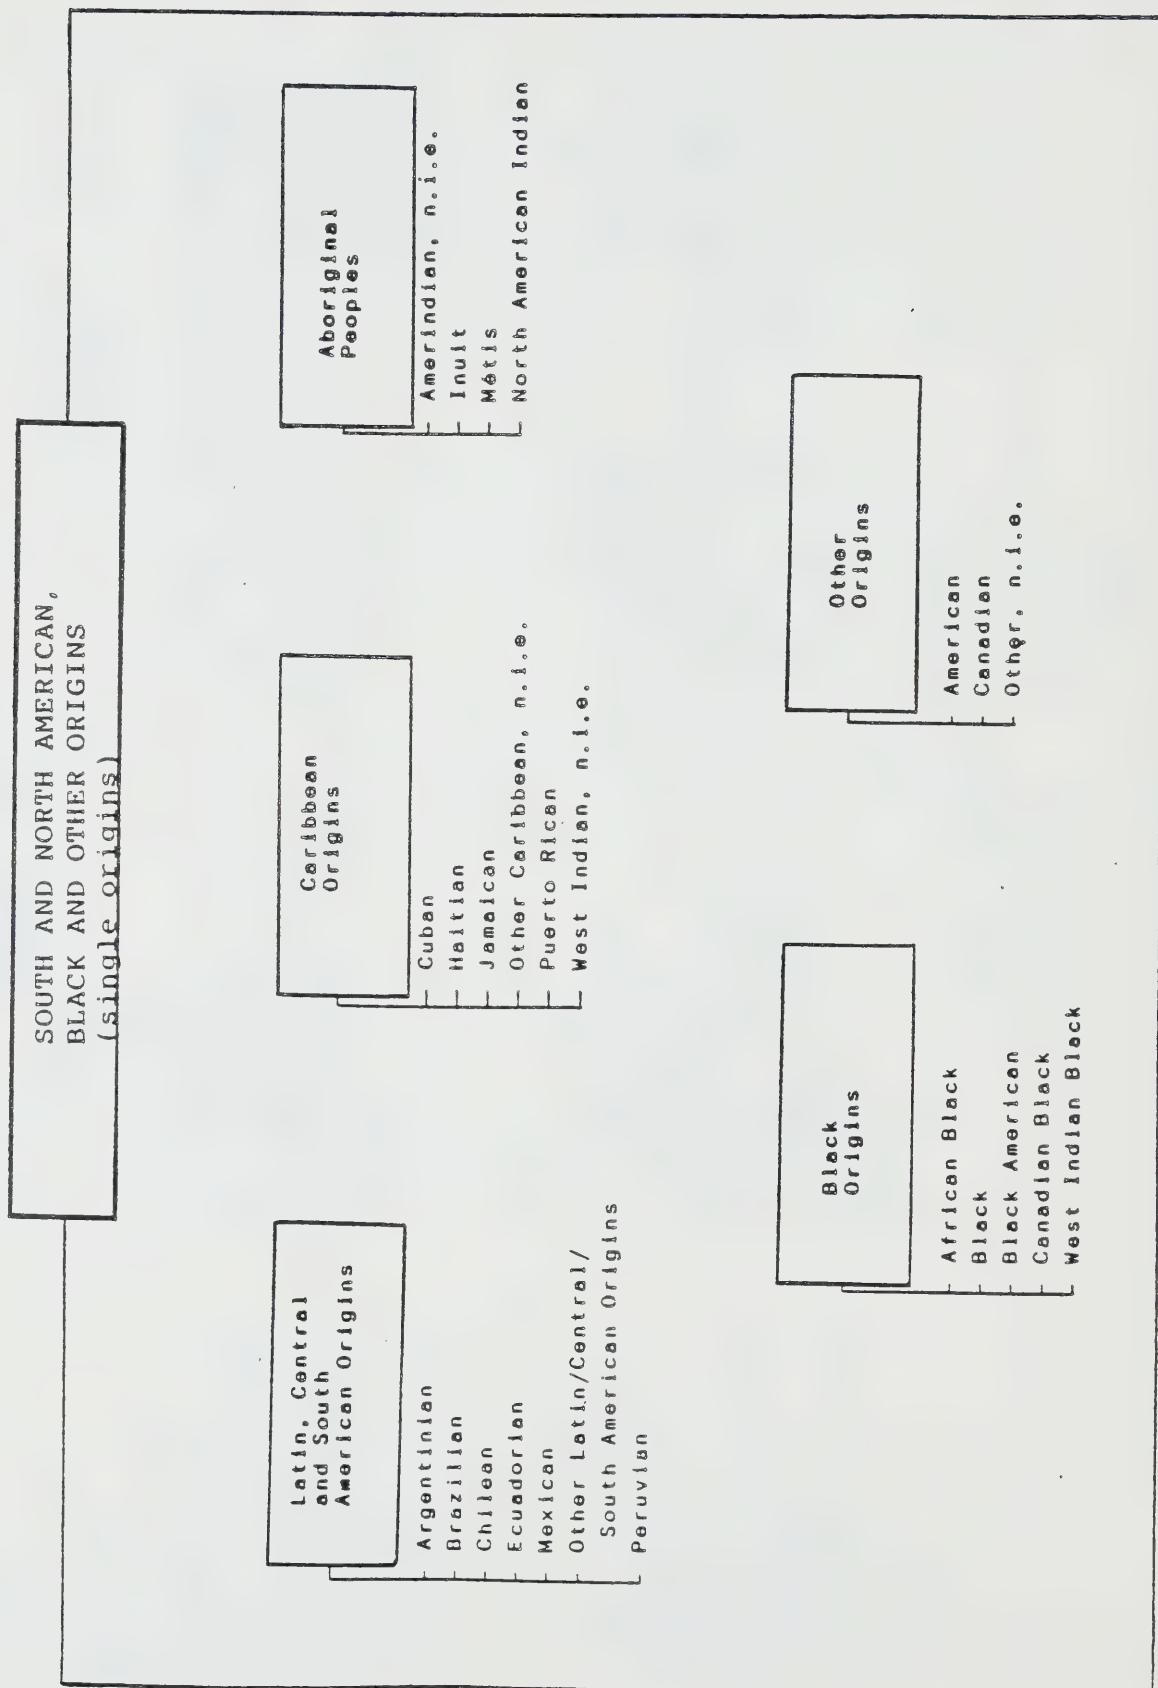 SOUTH AND NORTH AMERICAN,
BLACK AND OTHER ORIGINS
(single origins)
Latin, Central
and South
American Origins
Argentinian
Brazilian
Chilean
Ecuadorian
Mexican
Other Latin/Central/
South American Origins
Peruvian
Caribbean
Origins
Cuban
Haitian
Jamaican
Other Caribbean, n.i.e.
Puerto Rican
West Indian, n.i.e.
Aboriginal
Peoples
Amerindian, n.i.e.
Inuit
Métis
North American Indian
Black
Origins
African Black
Black
Black American
Canadian Black
West Indian Black
Other
Origins
American
Canadian
Other, n.i.e.